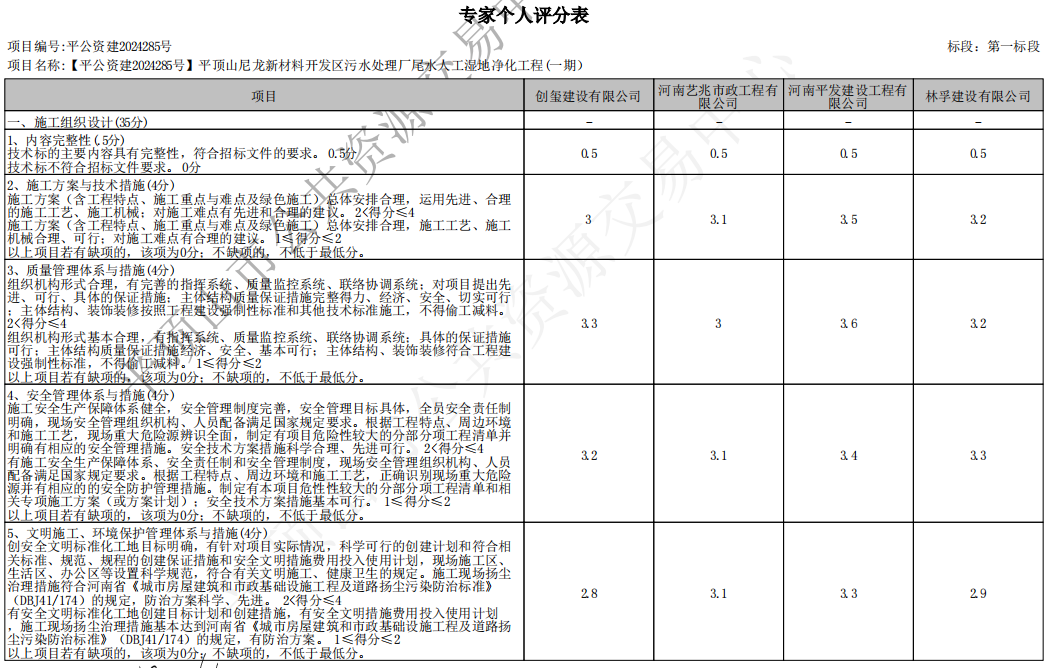 专家个人评分表
项目编号:平公资建2024285号
标段: 第一标段
项目名称:【平公资建2024285号】平顶山尼龙新材料开发区污水处理厂尾水人工湿地净化工程(一期)
项目 创玺建设有限公司 河南艺兆市政工程有限公司 河南平发建设工程有限公司 林孚建设有限公司
一、施工组织设计(35分) - - - -
1、内容完整性(.5分)
技术标的主要内容具有完整性，符合招标文件的要求。 0.5分
技术标不符合招标文件要求。 0分
0.5 0.5 0.5 0.5
2、施工方案与技术措施(4分)
施工方案（含工程特点、施工重点与难点及绿色施工）总体安排合理，运用先进、合理
的施工工艺、施工机械；对施工难点有先进和合理的建议。 2<得分≤4
施工方案（含工程特点、施工重点与难点及绿色施工）总体安排合理，施工工艺、施工
机械合理、可行；对施工难点有合理的建议。 1≤得分≤2
以上项目若有缺项的，该项为0分；不缺项的，不低于最低分。
3 3.1 3.5 3.2
3、质量管理体系与措施(4分)
组织机构形式合理，有完善的指挥系统、质量监控系统、联络协调系统；对项目提出先
进、可行、具体的保证措施；主体结构质量保证措施完整得力、经济、安全、切实可行
；主体结构、装饰装修按照工程建设强制性标准和其他技术标准施工，不得偷工减料。
2<得分≤4
组织机构形式基本合理，有指挥系统、质量监控系统、联络协调系统；具体的保证措施
可行；主体结构质量保证措施经济、安全、基本可行；主体结构、装饰装修符合工程建
设强制性标准，不得偷工减料。 1≤得分≤2
以上项目若有缺项的，该项为0分；不缺项的，不低于最低分。
3.3 3 3.6 3.2
4、安全管理体系与措施(4分)
施工安全生产保障体系健全，安全管理制度完善，安全管理目标具体，全员安全责任制
明确，现场安全管理组织机构、人员配备满足国家规定要求。根据工程特点、周边环境
和施工工艺，现场重大危险源辨识全面，制定有项目危险性较大的分部分项工程清单并
明确有相应的安全管理措施。安全技术方案措施科学合理、先进可行。 2<得分≤4
有施工安全生产保障体系、安全责任制和安全管理制度，现场安全管理组织机构、人员
配备满足国家规定要求。根据工程特点、周边环境和施工工艺，正确识别现场重大危险
源并有相应的的安全防护管理措施。制定有本项目危性性较大的分部分项工程清单和相
关专项施工方案（或方案计划）；安全技术方案措施基本可行。 1≤得分≤2
以上项目若有缺项的，该项为0分；不缺项的，不低于最低分。
3.2 3.1 3.4 3.3
5、文明施工、环境保护管理体系与措施(4分)
创安全文明标准化工地目标明确，有针对项目实际情况，科学可行的创建计划和符合相
关标准、规范、规程的创建保证措施和安全文明措施费用投入使用计划，现场施工区、
生活区、办公区等设置科学规范，符合有关文明施工、健康卫生的规定。施工现场扬尘
治理措施符合河南省《城市房屋建筑和市政基础设施工程及道路扬尘污染防治标准》
（DBJ41/174）的规定，防治方案科学、先进。 2<得分≤4
有安全文明标准化工地创建目标计划和创建措施，有安全文明措施费用投入使用计划
，施工现场扬尘治理措施基本达到河南省《城市房屋建筑和市政基础设施工程及道路扬
尘污染防治标准》（DBJ41/174）的规定，有防治方案。 1≤得分≤2
以上项目若有缺项的，该项为0分；不缺项的，不低于最低分。
2.8 3.1 3.3 2.9
平顶山市公共资源交易中
公共资源交易中心